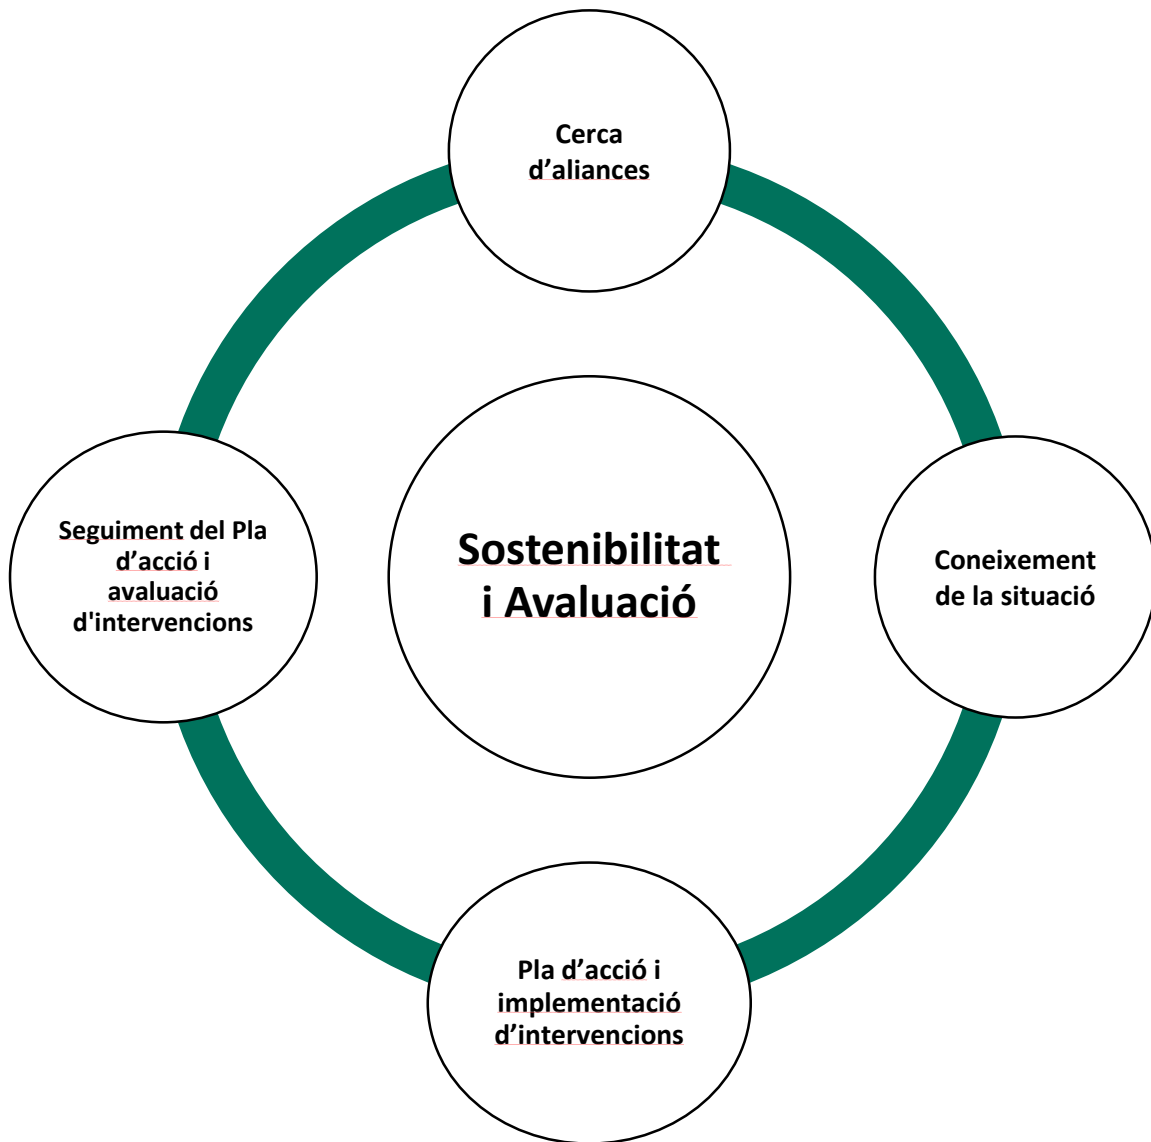 Cerca
d’aliances
Seguiment del Pla
d’acció i
avaluació
d'intervencions
Sostenibilitat
i Avaluació
Coneixement
de la situació
Pla d’acció i
implementació
d’intervencions